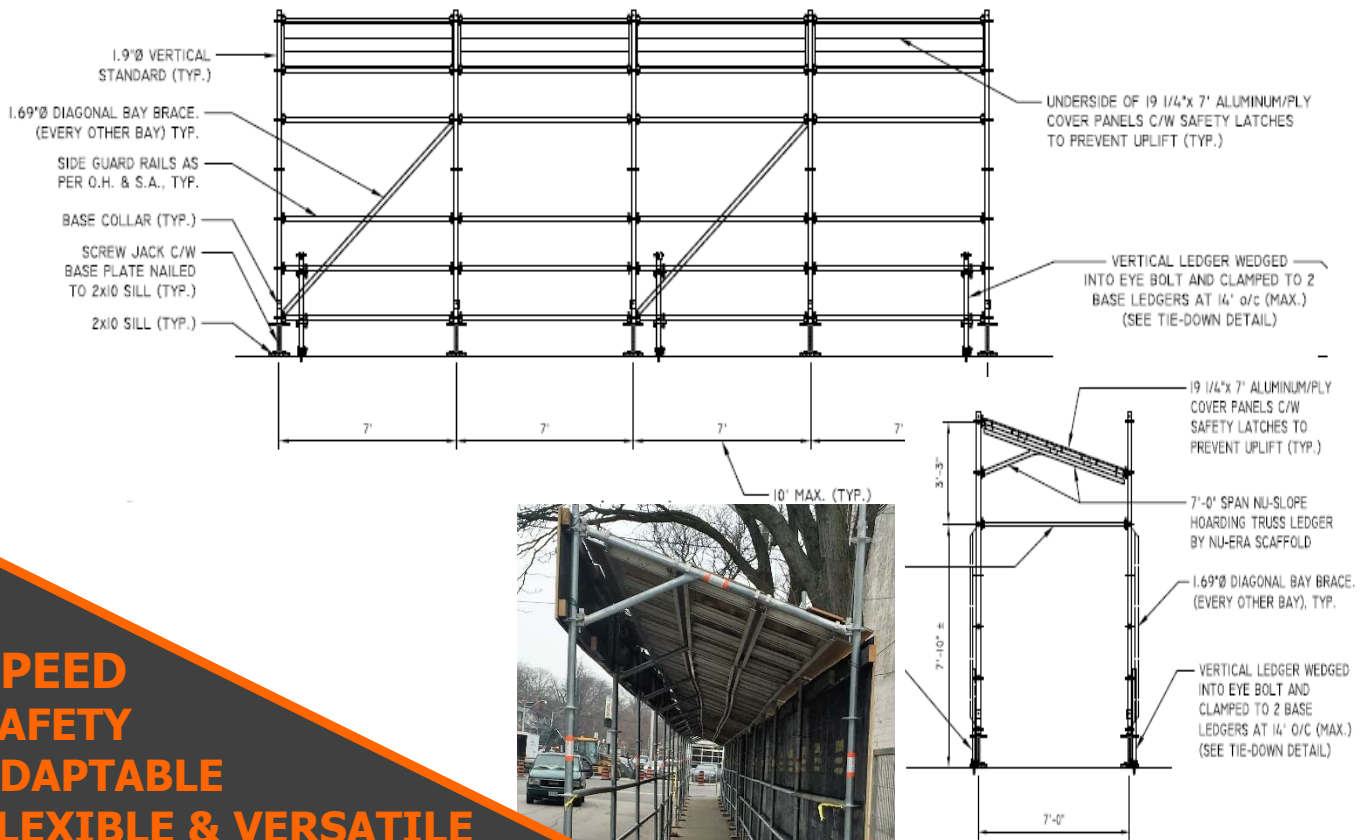 1.9"Ø VERTICAL
STANDARD (TYP.)
1.69"Ø DIAGONAL BAY BRACE.
(EVERY OTHER BAY) TYP.
SIDE GUARD RAILS AS
PER O.H. & S.A., TYP.
BASE COLLAR (TYP.)
SCREW JACK C/W
BASE PLATE NAILED
TO 2x10 SILL (TYP.)
2x10 SILL (TYP.)
UNDERSIDE OF 19 1/4"x 7' ALUMINUM/PLY
COVER PANELS C/W SAFETY LATCHES
TO PREVENT UPLIFT (TYP.)
VERTICAL LEDGER WEDGED
INTO EYE BOLT AND CLAMPED TO 2
BASE LEDGERS AT 14' o/c (MAX.)
(SEE TIE-DOWN DETAIL)
7'
7'
7'
7'
10' MAX. (TYP.)
19 1/4"x 7' ALUMINUM/PLY
COVER PANELS C/W
SAFETY LATCHES TO
PREVENT UPLIFT (TYP.)
3'-3"
7'-0" SPAN NU-SLOPE
HOARDING TRUSS LEDGER
BY NU-ERA SCAFFOLD
1.69"Ø DIAGONAL BAY BRACE.
(EVERY OTHER BAY), TYP.
7'-10" ±
VERTICAL LEDGER WEDGED
INTO EYE BOLT AND
CLAMPED TO 2 BASE
LEDGERS AT 14' O/C (MAX.)
(SEE TIE-DOWN DETAIL)
7'-0"
PEED
AFETY
DAPTABLE
LEXIBLE & VERSATILE